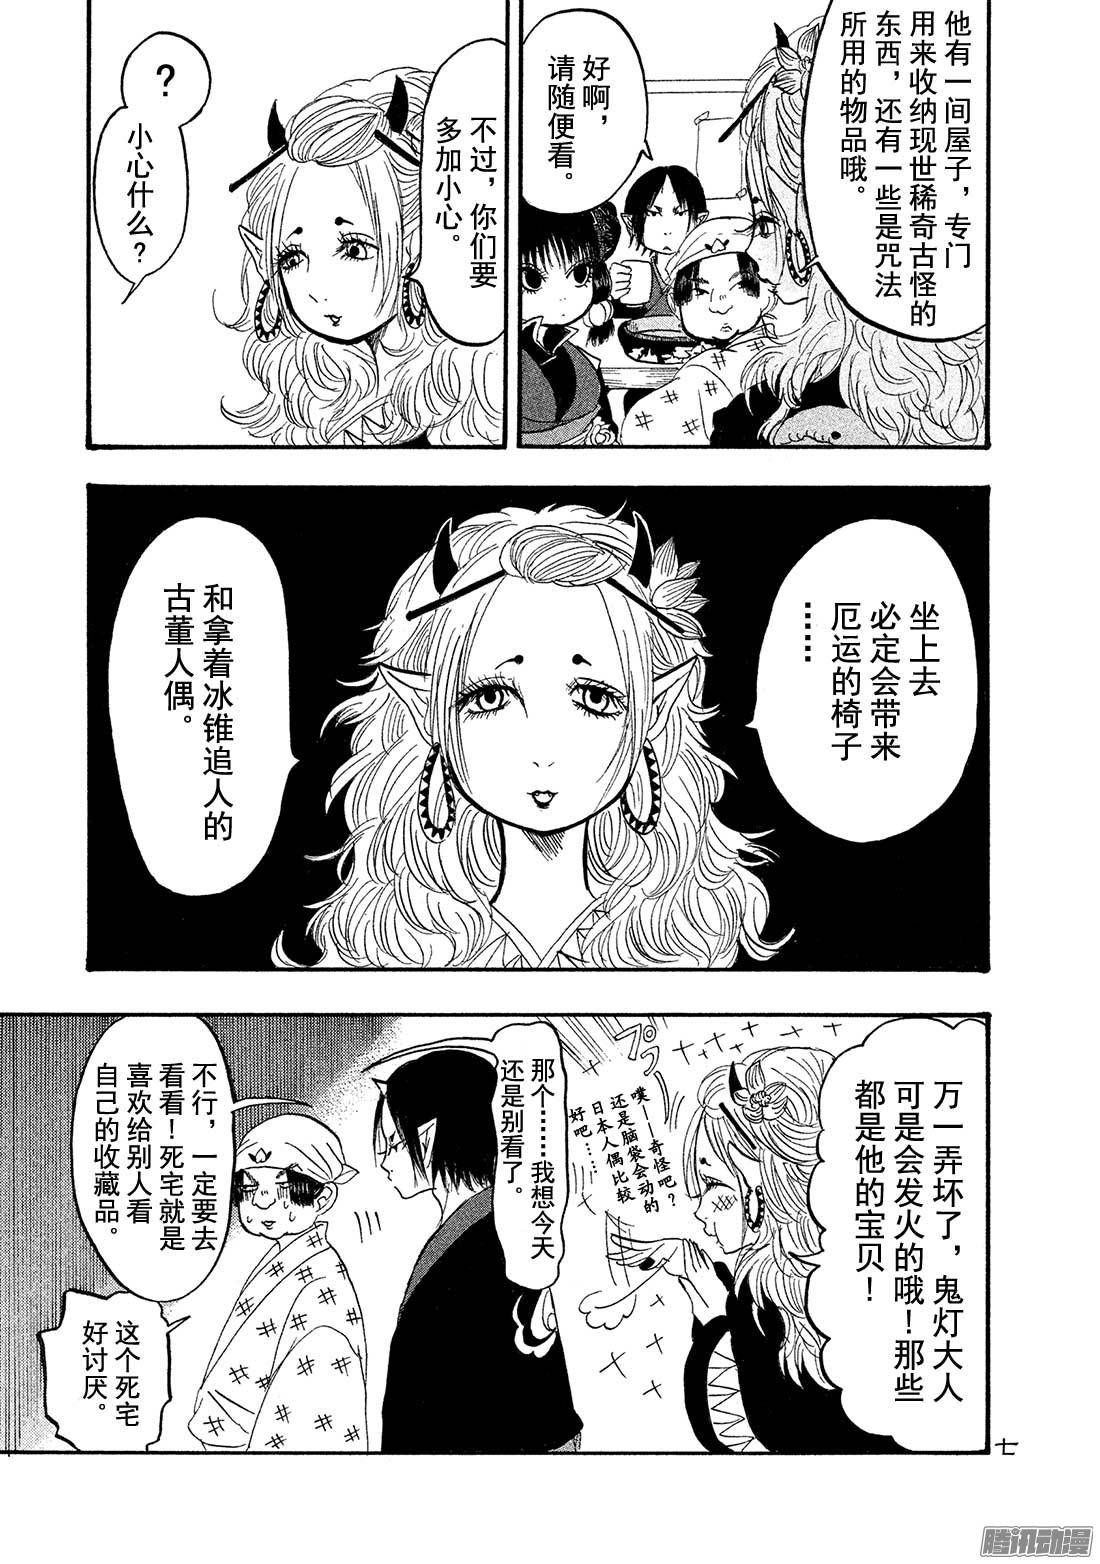 他有一间屋子，专门
用来收纳现世稀奇古怪的
东西，还有一些是咒法
所用的物品哦。
好啊，
请随便看。
不过，你们要
多加小心。
？
小心什么？
坐上去
必定会带来
厄运的椅子
……
和拿着冰锥追人的
古董人偶。
万一弄坏了，鬼灯大人
可是会发火的哦！那些
都是他的宝贝！
プウ
噗——奇怪吧？
还是脑袋会动的
日本人偶比较
好吧……
那个……我想今天
还是别看了。
不行，一定要去
看看！死宅就是
喜欢给别人看
自己的收藏品。
这个死宅
好讨厌。
七
腾讯动漫